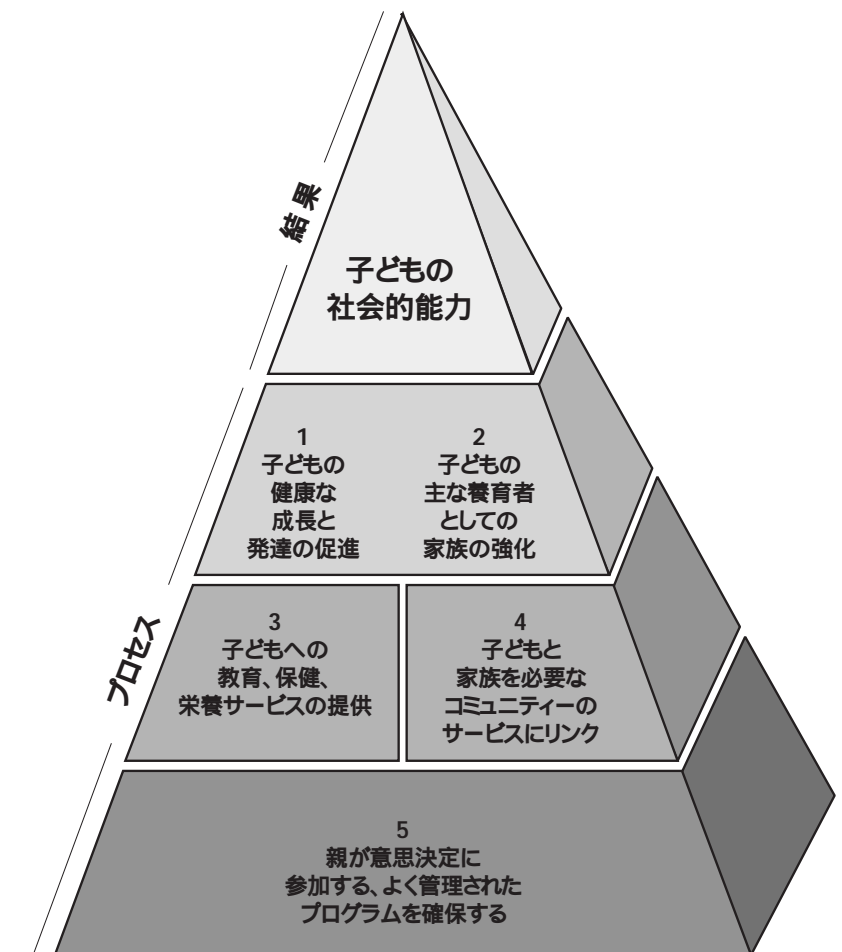 結果
子どもの
社会的能力
1
子どもの
健康な
成長と
発達の促進
2
子どもの
主な養育者
としての
家族の強化
プロセス
3
子どもへの
教育、保健、
栄養サービスの提供
4
子どもと
家族を必要な
コミュニティーの
サービスにリンク
5
親が意思決定に
参加する、よく管理された
プログラムを確保する